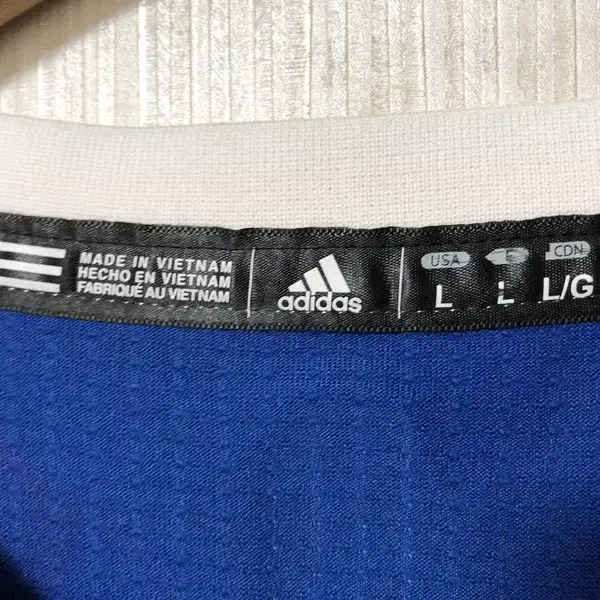 MADE IN VIETNAM
HECHO EN VIETNAM
FABRIQUÉ AU VIETNAM
adidas
USA
L
E
L
CDN
L/G